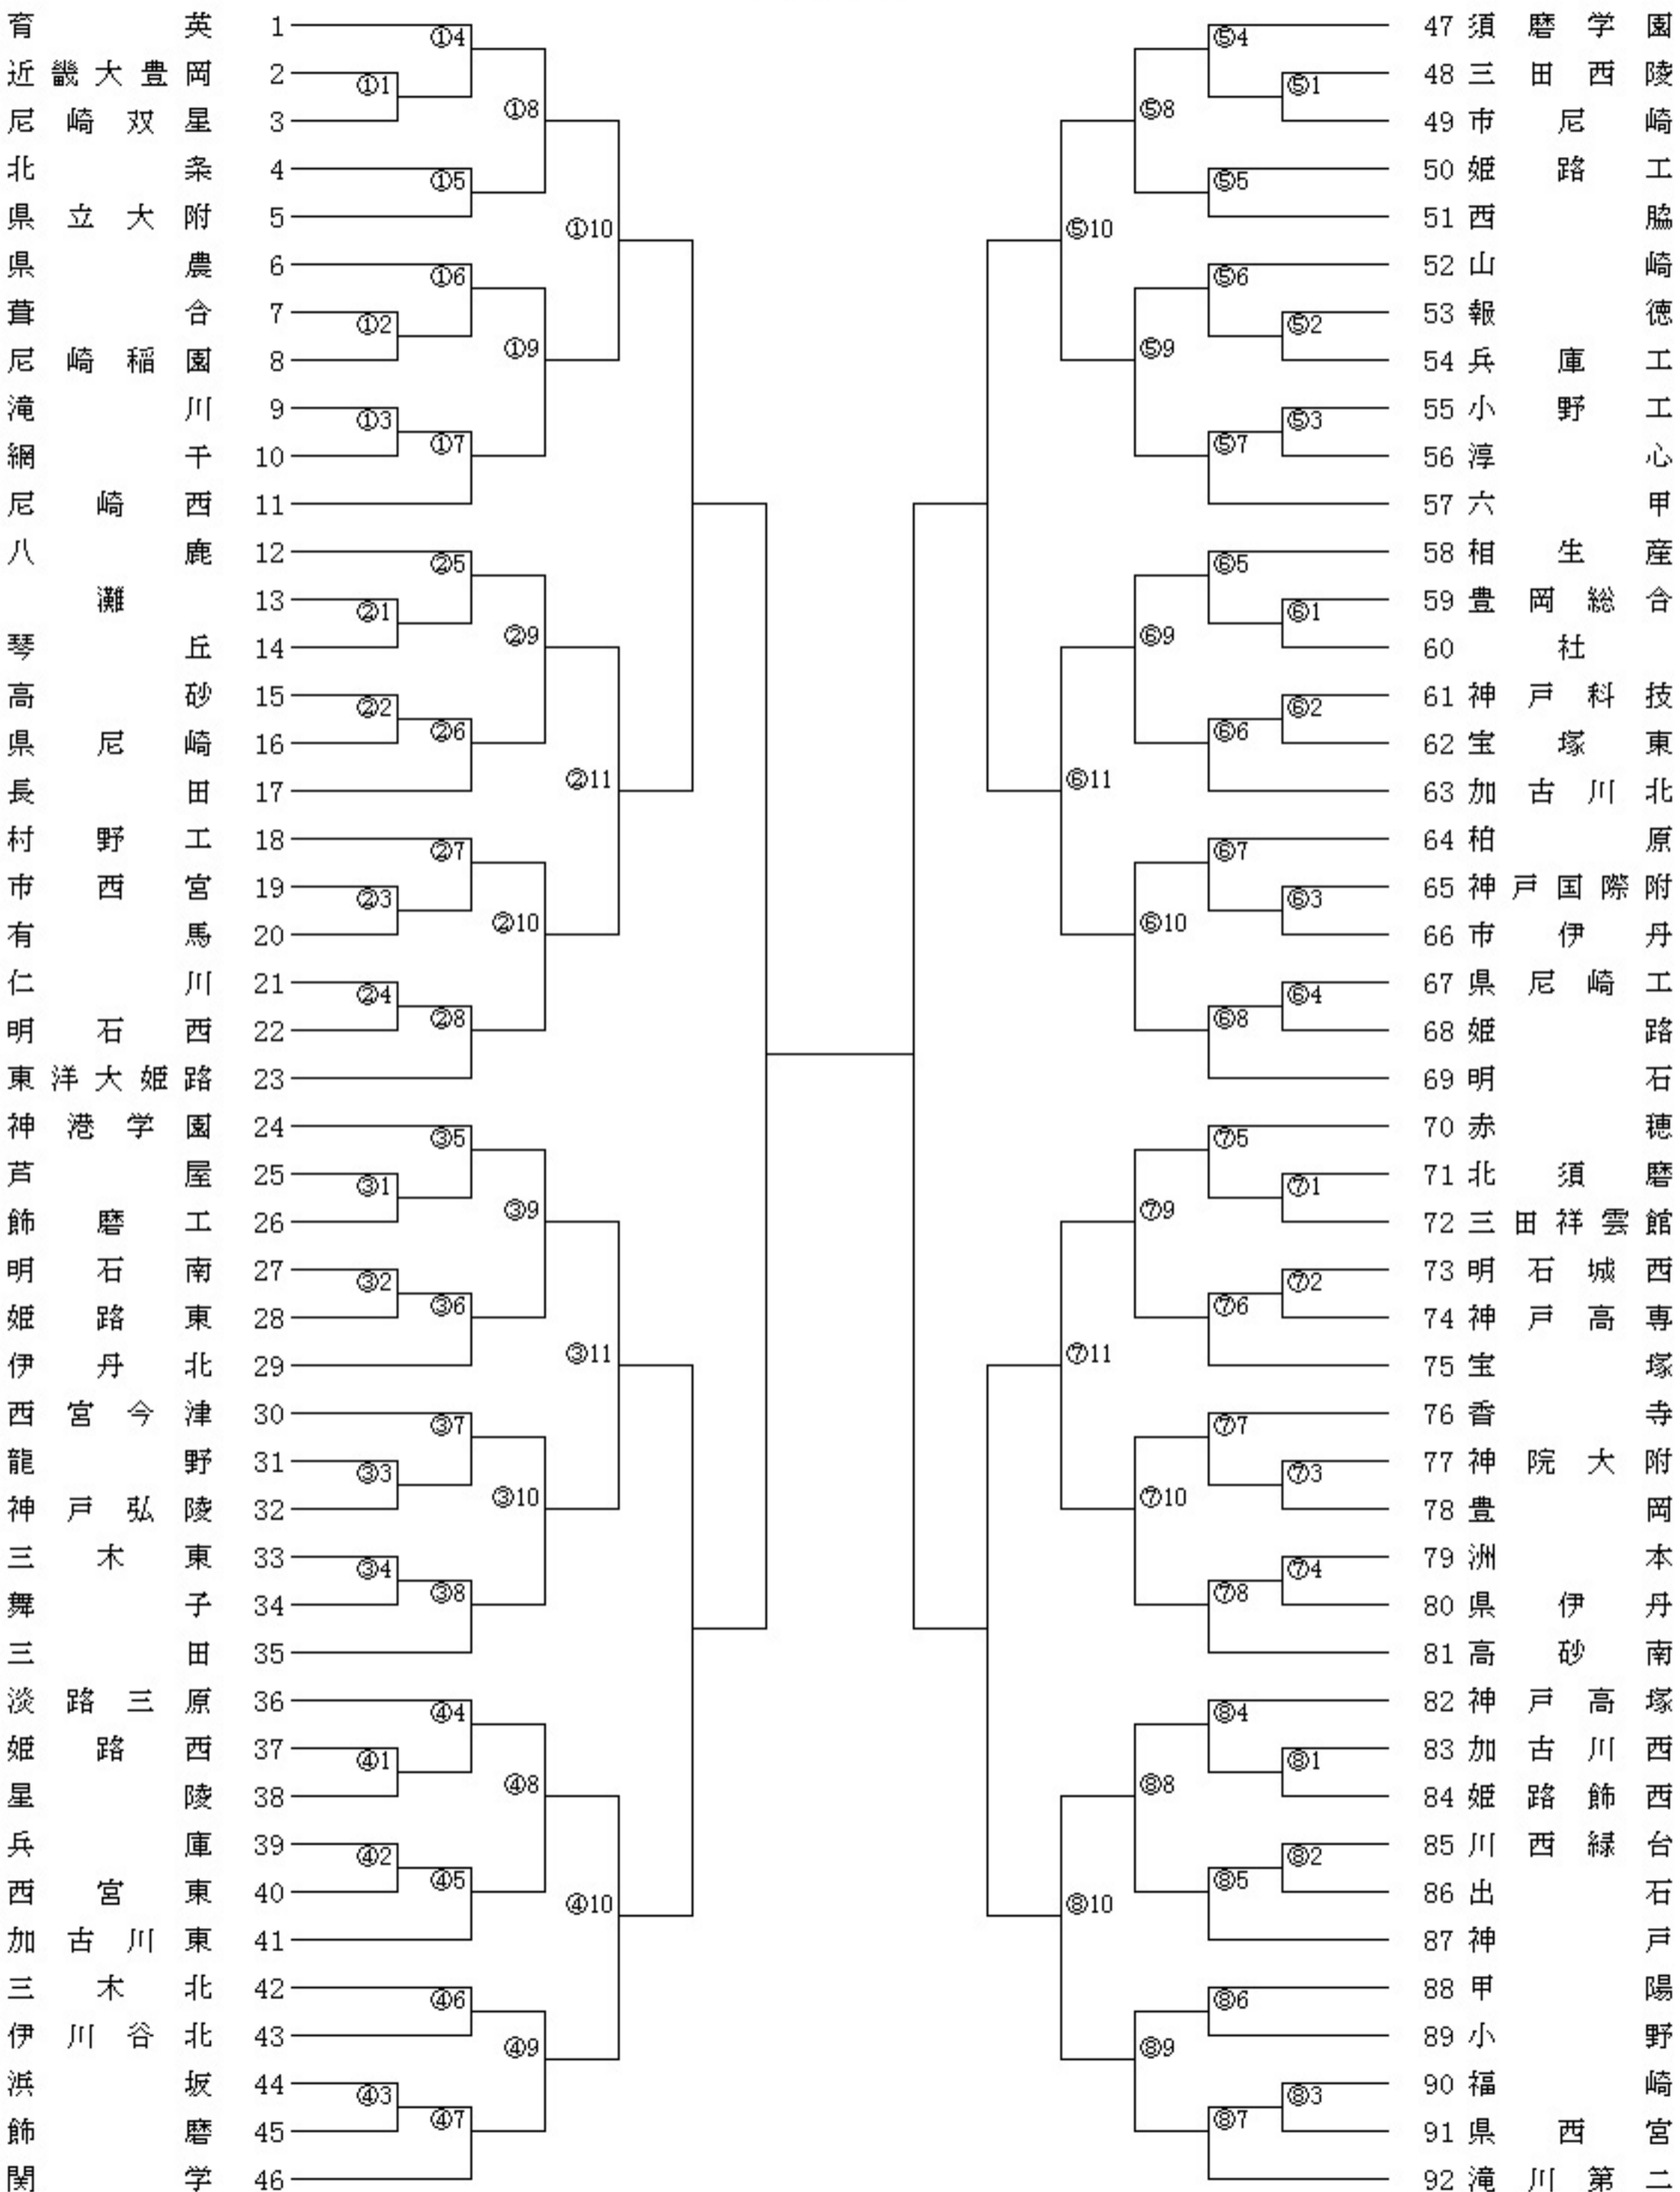 育英 1
近畿大豊岡 2
尼崎双星 3
北条 4
県立大附 5
県農 6
葺合 7
尼崎稲園 8
滝川 9
網干 10
尼崎西 11
八鹿 12
灘 13
琴丘 14
高砂 15
県尼崎 16
長田 17
村野工 18
市西宮 19
有馬 20
仁川 21
明石西 22
東洋大姫路 23
神港学園 24
芦屋 25
飾磨工 26
明石南 27
姫路東 28
伊丹北 29
西宮今津 30
龍野 31
神戸弘陵 32
三木東 33
舞子 34
三田 35
淡路三原 36
姫路西 37
星陵 38
兵庫 39
西宮東 40
加古川東 41
三木北 42
伊川谷北 43
浜坂 44
飾磨 45
関学 46
①4
①1
①8
①5
①10
①6
①2
①9
①3
①7
②5
②1
②9
②2
②6
②11
②7
②3
②10
②4
②8
③5
③1
③9
③2
③6
③11
③7
③3
③10
③4
③8
④4
④1
④8
④2
④5
④10
④6
④9
④3
④7
⑤4
⑤1
⑤8
⑤5
⑤10
⑤6
⑤2
⑤9
⑤3
⑤7
⑥5
⑥1
⑥9
⑥2
⑥6
⑥11
⑥7
⑥3
⑥10
⑥4
⑥8
⑦5
⑦1
⑦9
⑦2
⑦6
⑦11
⑦7
⑦3
⑦10
⑦4
⑦8
⑧4
⑧1
⑧8
⑧2
⑧5
⑧10
⑧6
⑧9
⑧3
⑧7
47 須磨学園
48 三田西陵
49 市尼崎
50 姫路工
51 西脇
52 山崎
53 報徳
54 兵庫工
55 小野工
56 淳心
57 六甲
58 相生産
59 豊岡総合
60 社
61 神戸科技
62 宝塚東
63 加古川北
64 柏原
65 神戸国際附
66 市伊丹
67 県尼崎工
68 姫路
69 明石
70 赤穂
71 北須磨
72 三田祥雲館
73 明石城西
74 神戸高専
75 宝塚
76 香寺
77 神院大附
78 豊岡
79 洲本
80 県伊丹
81 高砂南
82 神戸高塚
83 加古川西
84 姫路飾西
85 川西緑台
86 出石
87 神戸
88 甲陽
89 小野
90 福崎
91 県西宮
92 滝川第二